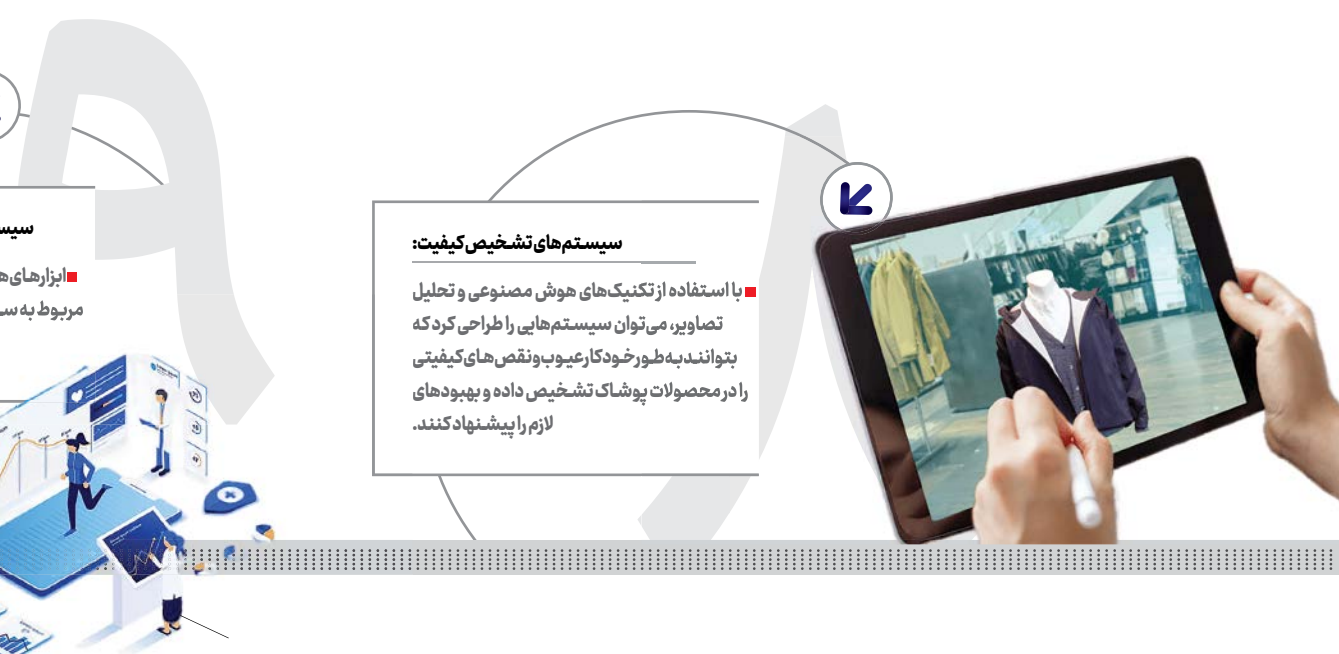 سیستم‌های تشخیص کیفیت:
با استفاده از تکنیک‌های هوش مصنوعی و تحلیل
تصاویر، می‌توان سیستم‌هایی را طراحی کرد که
بتوانند به طور خودکار عیوب و نقص‌های کیفیتی
را در محصولات پوشاک تشخیص داده و بهبودهای
لازم را پیشنهاد کنند.
ابزارهای
مربوط به